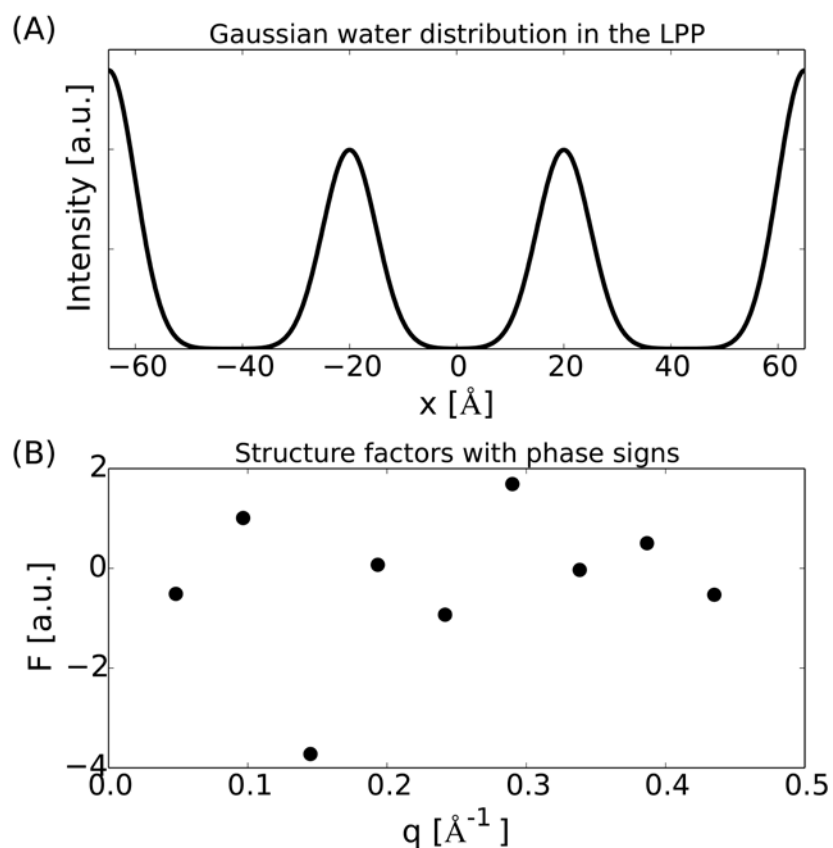 (A)
Gaussian water distribution in the LPP
Intensity [a.u.]
−60 −40 −20 0 20 40 60
x [Å]
(B)
Structure factors with phase signs
F [a.u.]
2
0
−2
−4
0.0 0.1 0.2 0.3 0.4 0.5
q [Å⁻¹]